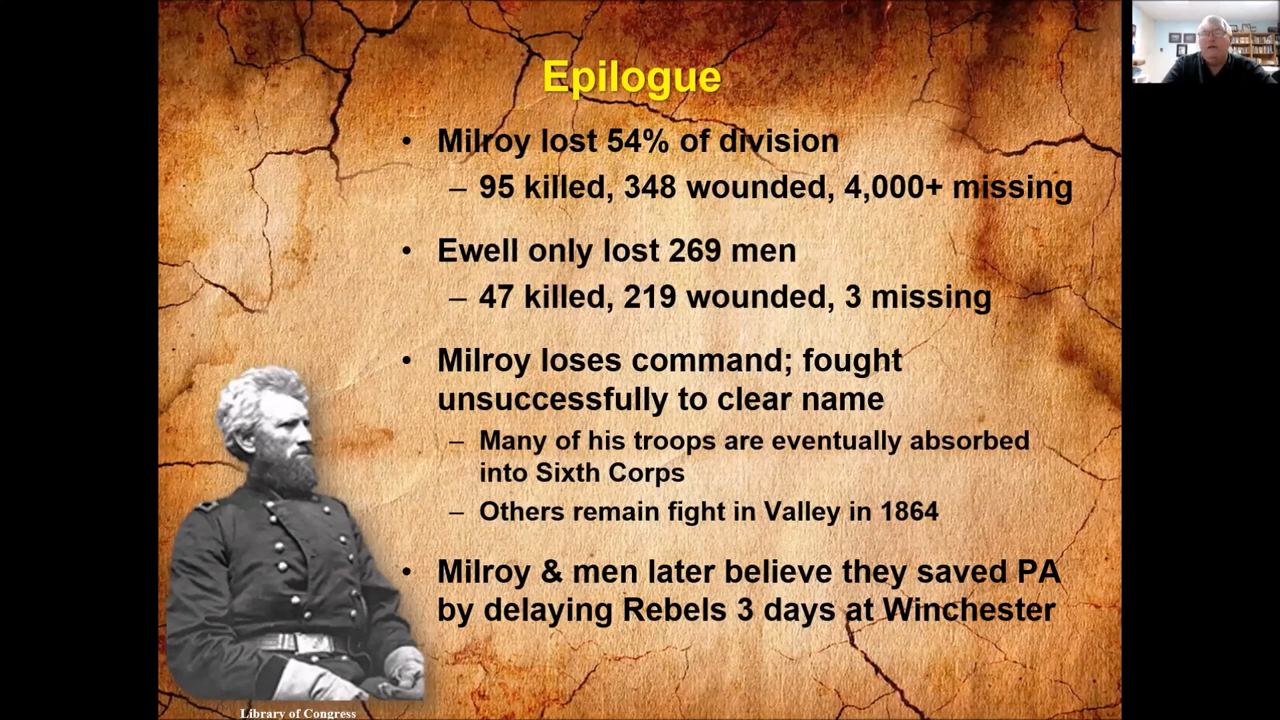 Epilogue
• Milroy lost 54% of division
– 95 killed, 348 wounded, 4,000+ missing
• Ewell only lost 269 men
– 47 killed, 219 wounded, 3 missing
• Milroy loses command; fought
unsuccessfully to clear name
– Many of his troops are eventually absorbed
into Sixth Corps
– Others remain fight in Valley in 1864
• Milroy & men later believe they saved PA
by delaying Rebels 3 days at Winchester
Library of Congress